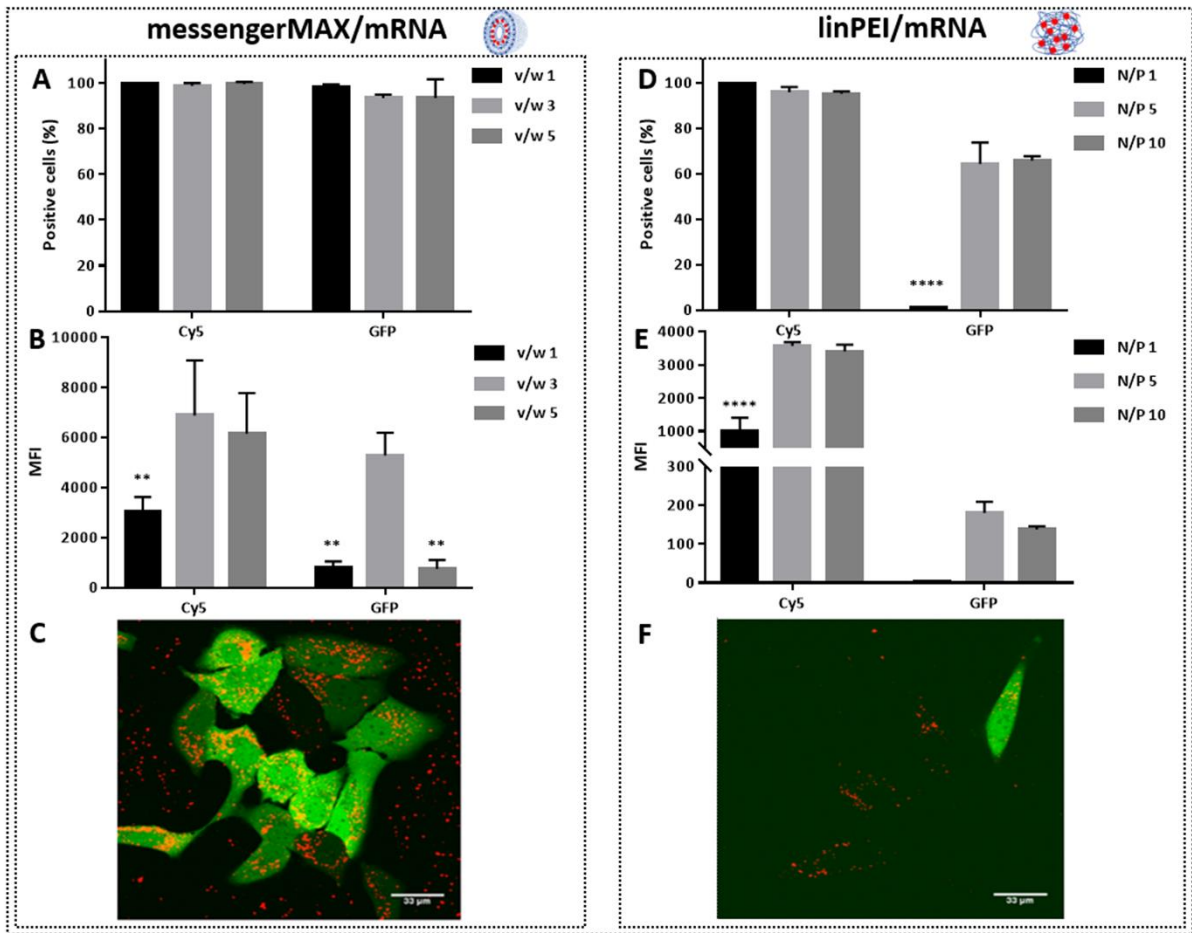 messengerMAX/mRNA
A
Positive cells (%)
100
80
60
40
20
0
Cy5
GFP
v/w 1
v/w 3
v/w 5
B
MFI
10000
8000
6000
4000
2000
0
**
**
**
Cy5
GFP
v/w 1
v/w 3
v/w 5
C
33 µm
linPEI/mRNA
D
Positive cells (%)
100
80
60
40
20
0
****
Cy5
GFP
N/P 1
N/P 5
N/P 10
E
MFI
4000
3000
2000
1000
300
200
100
0
****
Cy5
GFP
N/P 1
N/P 5
N/P 10
F
33 µm